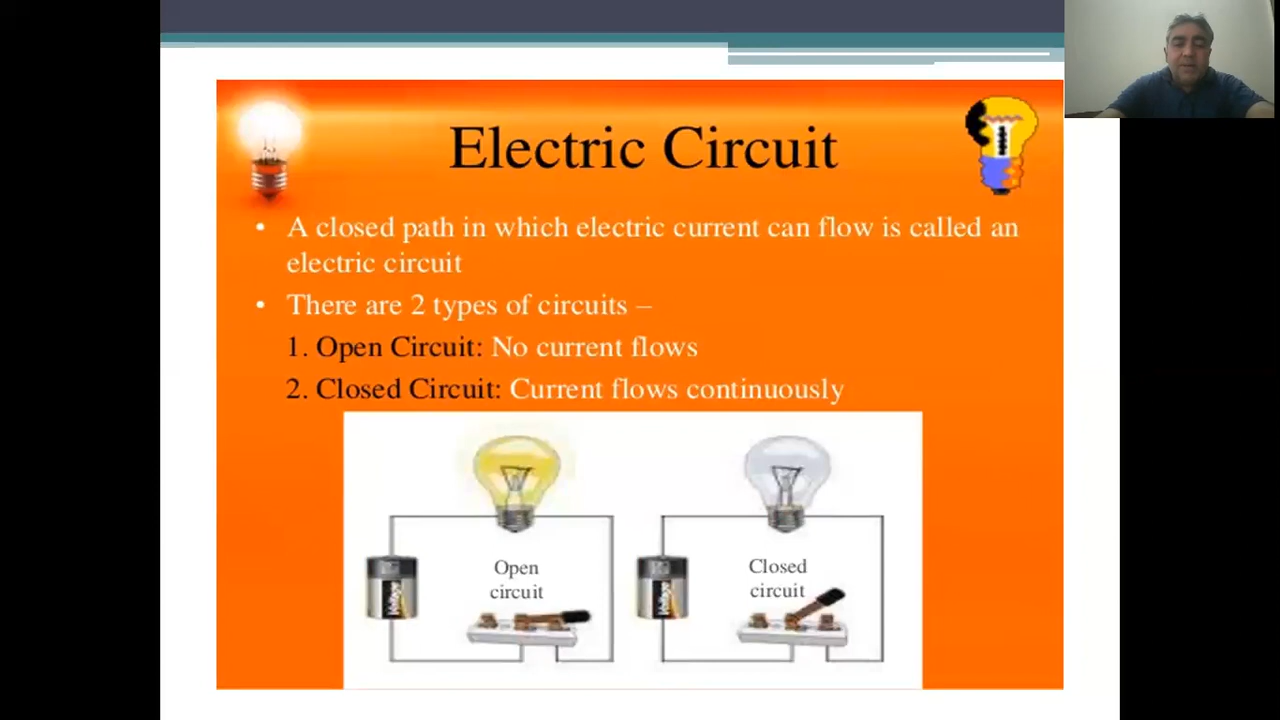 Electric Circuit
• A closed path in which electric current can flow is called an
electric circuit
• There are 2 types of circuits –
1. Open Circuit: No current flows
2. Closed Circuit: Current flows continuously
Open
circuit
Closed
circuit